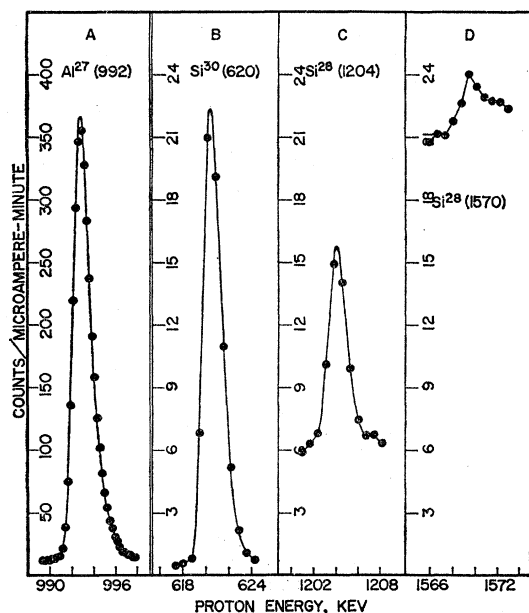 A B C D
Al²⁷ (992) Si³⁰ (620) Si²⁸ (1204)
Si²⁸ (1570)
COUNTS/MICROAMPERE-MINUTE
400 350 300 250 200 150 100 50
24 21 18 15 12 9 6 3
24 21 18 15 12 9 6 3
24 21 18 15 12 9 6 3
990 996 618 624 1202 1208 1566 1572
PROTON ENERGY, KEV